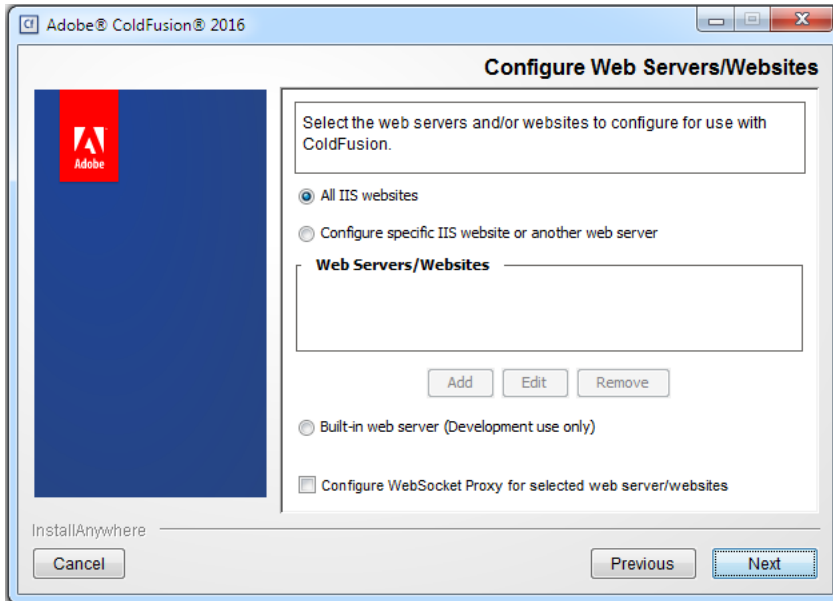 Cf Adobe® ColdFusion® 2016
Configure Web Servers/Websites
Adobe
Select the web servers and/or websites to configure for use with
ColdFusion.
All IIS websites
Configure specific IIS website or another web server
Web Servers/Websites
Add Edit Remove
Built-in web server (Development use only)
Configure WebSocket Proxy for selected web server/websites
InstallAnywhere
Cancel Previous Next